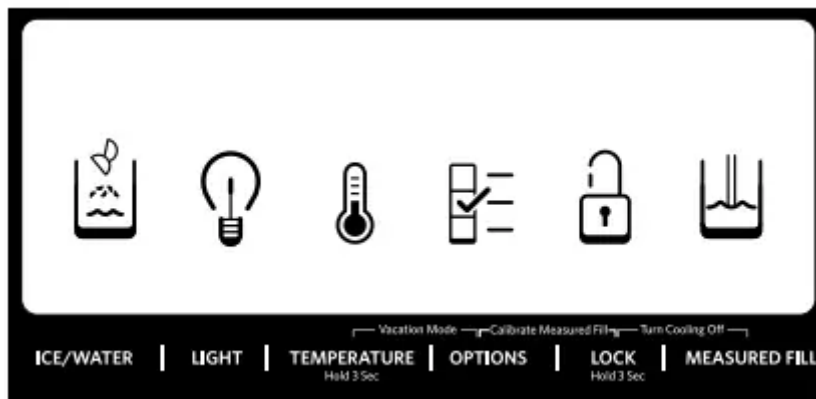 Vacation Mode Calibrate Measured Fill Turn Cooling Off
ICE/WATER LIGHT TEMPERATURE OPTIONS LOCK MEASURED FILL
Hold 3 Sec Hold 3 Sec